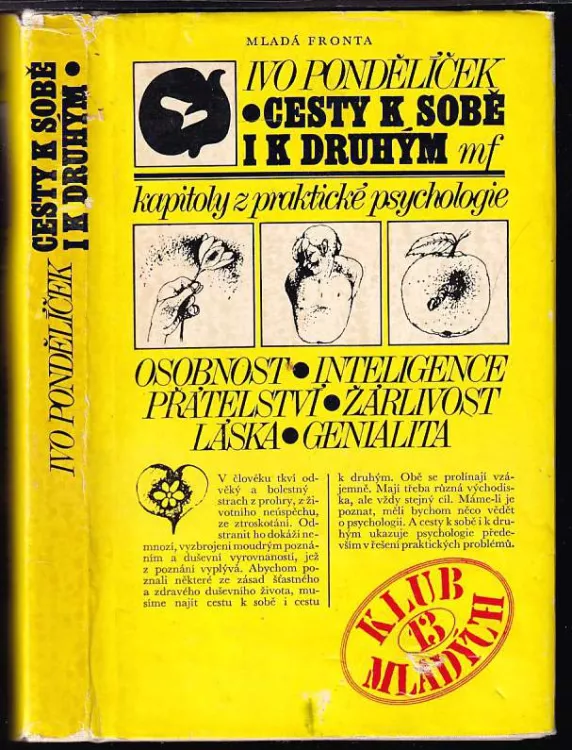 CESTY K SOBĚ
I K DRUHÝM •
IVO PONDĚLÍČEK
MLADÁ FRONTA
IVO PONDĚLÍČEK
• CESTY K SOBĚ
I K DRUHÝM mf
kapitoly z praktické psychologie
OSOBNOST • INTELIGENCE
PŘÁTELSTVÍ • ŽÁRLIVOST
LÁSKA • GENIALITA
V člověku tkví od-
věký a bolestný
strach z prohry, z ži-
votního neúspěchu,
ze ztroskotání. Od-
stranit ho dokáži ne-
mnozí, vyzbrojeni moudrým pozná-
ním a duševní vyrovnaností, jež
z poznání vyplývá. Abychom po-
znali některé ze zásad šťastného
a zdravého duševního života, mu-
síme najít cestu k sobě i cestu
k druhým. Obě se prolínají vzá-
jemně. Mají třeba různá východis-
ka, ale vždy stejný cíl. Máme-li je
poznat, měli bychom něco vědět
o psychologii. A cesty k sobě i k dru-
hým ukazuje psychologie přede-
vším v řešení praktických problémů.
KLUB
13
MLADÝCH